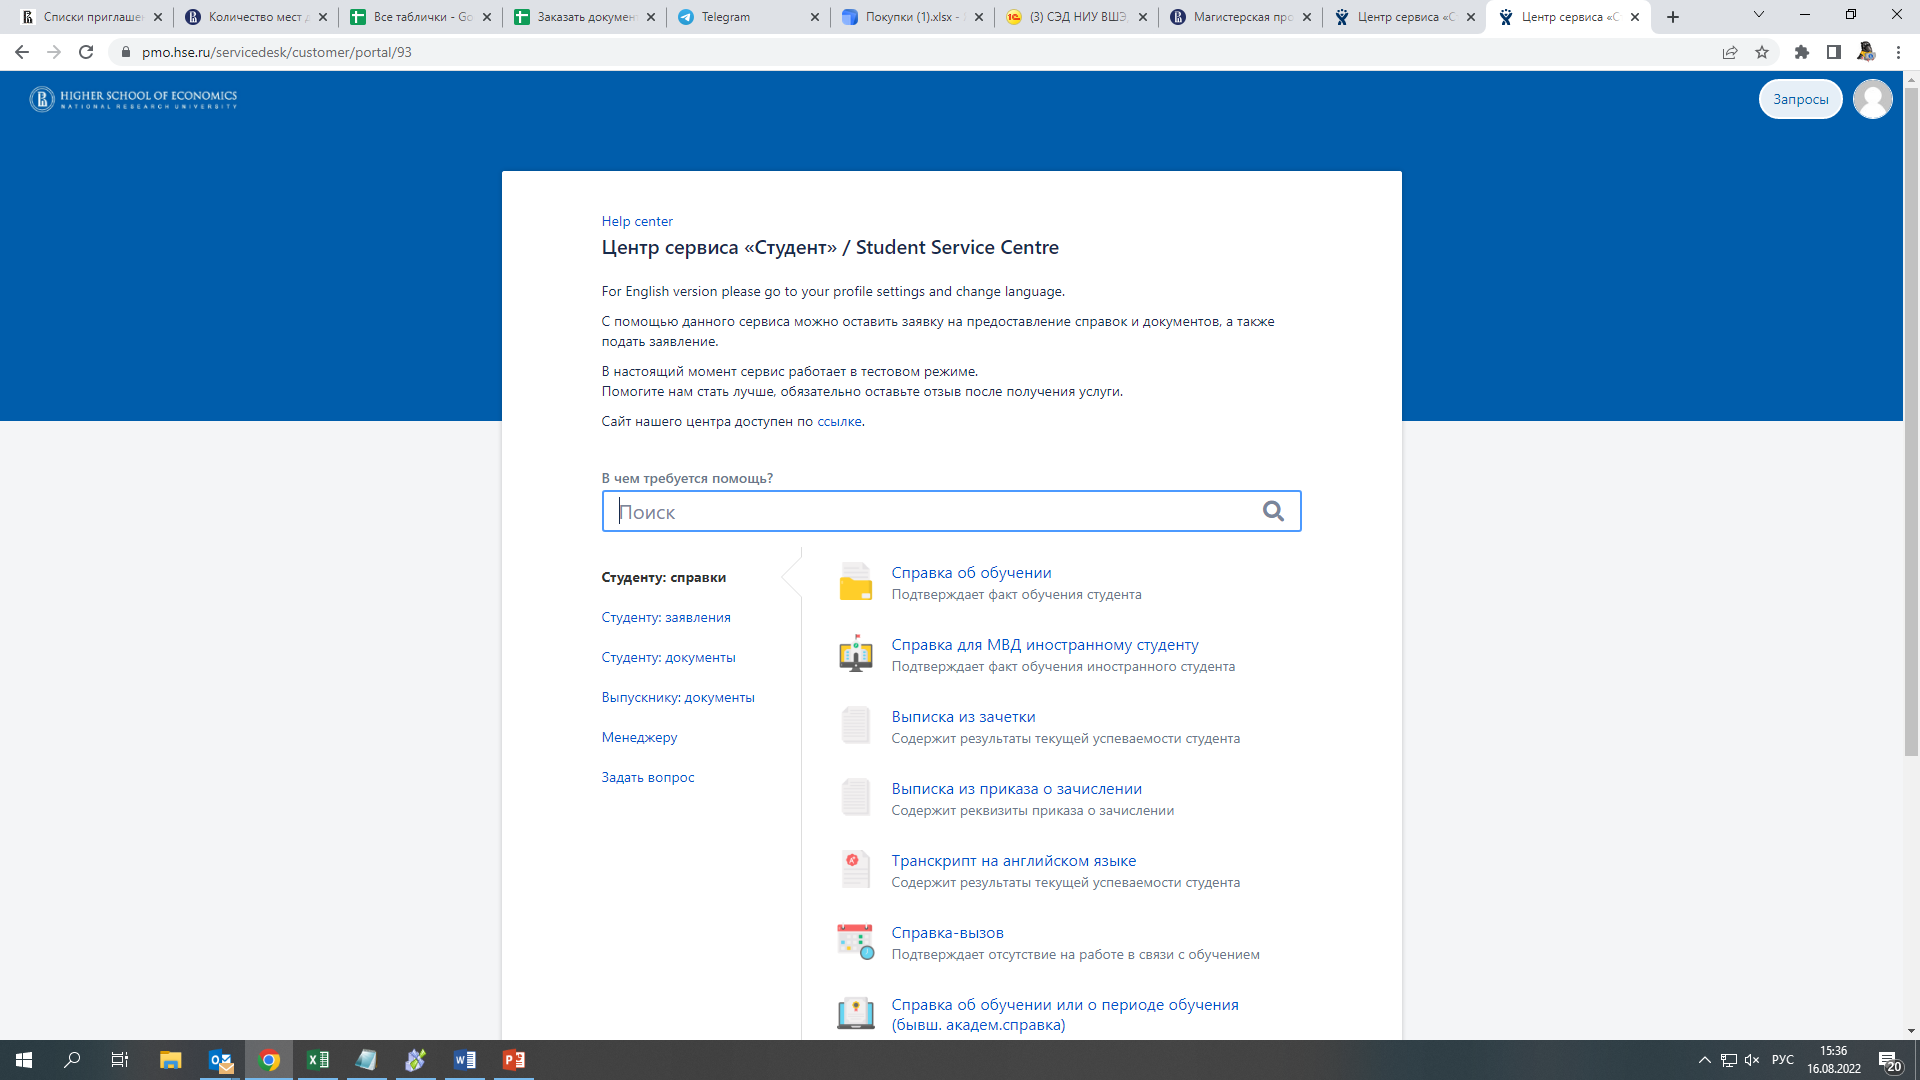 Списки приглашен
Количество мест д
Все таблички - Go
Заказать документ
Telegram
Покупки (1).xlsx -
(3) СЭД НИУ ВШЭ
Магистерская про
Центр сервиса «С
Центр сервиса «С
pmo.hse.ru/servicedesk/customer/portal/93
HIGHER SCHOOL OF ECONOMICS
NATIONAL RESEARCH UNIVERSITY
Запросы
Help center
Центр сервиса «Студент» / Student Service Centre
For English version please go to your profile settings and change language.
С помощью данного сервиса можно оставить заявку на предоставление справок и документов, а также
подать заявление.
В настоящий момент сервис работает в тестовом режиме.
Помогите нам стать лучше, обязательно оставьте отзыв после получения услуги.
Сайт нашего центра доступен по ссылке.
В чем требуется помощь?
Поиск
Студенту: справки
Студенту: заявления
Студенту: документы
Выпускнику: документы
Менеджеру
Задать вопрос
Справка об обучении
Подтверждает факт обучения студента
Справка для МВД иностранному студенту
Подтверждает факт обучения иностранного студента
Выписка из зачетки
Содержит результаты текущей успеваемости студента
Выписка из приказа о зачислении
Содержит реквизиты приказа о зачислении
Транскрипт на английском языке
Содержит результаты текущей успеваемости студента
Справка-вызов
Подтверждает отсутствие на работе в связи с обучением
Справка об обучении или о периоде обучения
(бывш. академ.справка)
РУС
15:36
16.08.2022
20